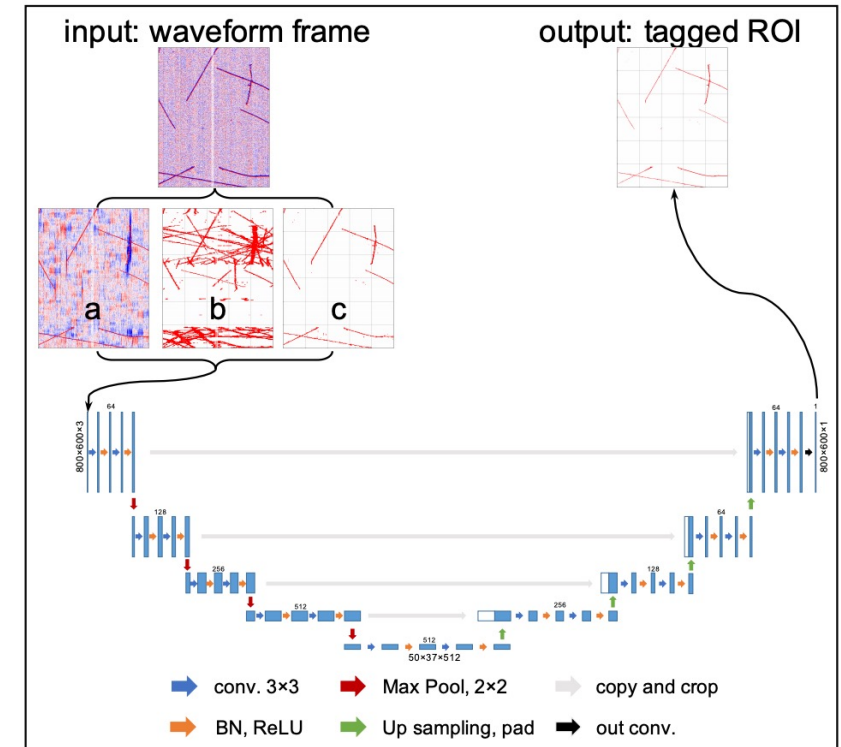 input: waveform frame
output: tagged ROI
a
b
c
64
800×600×3
64
1
800×600×1
128
64
256
128
512
256
512
50×37×512
conv. 3×3
Max Pool, 2×2
copy and crop
BN, ReLU
Up sampling, pad
out conv.